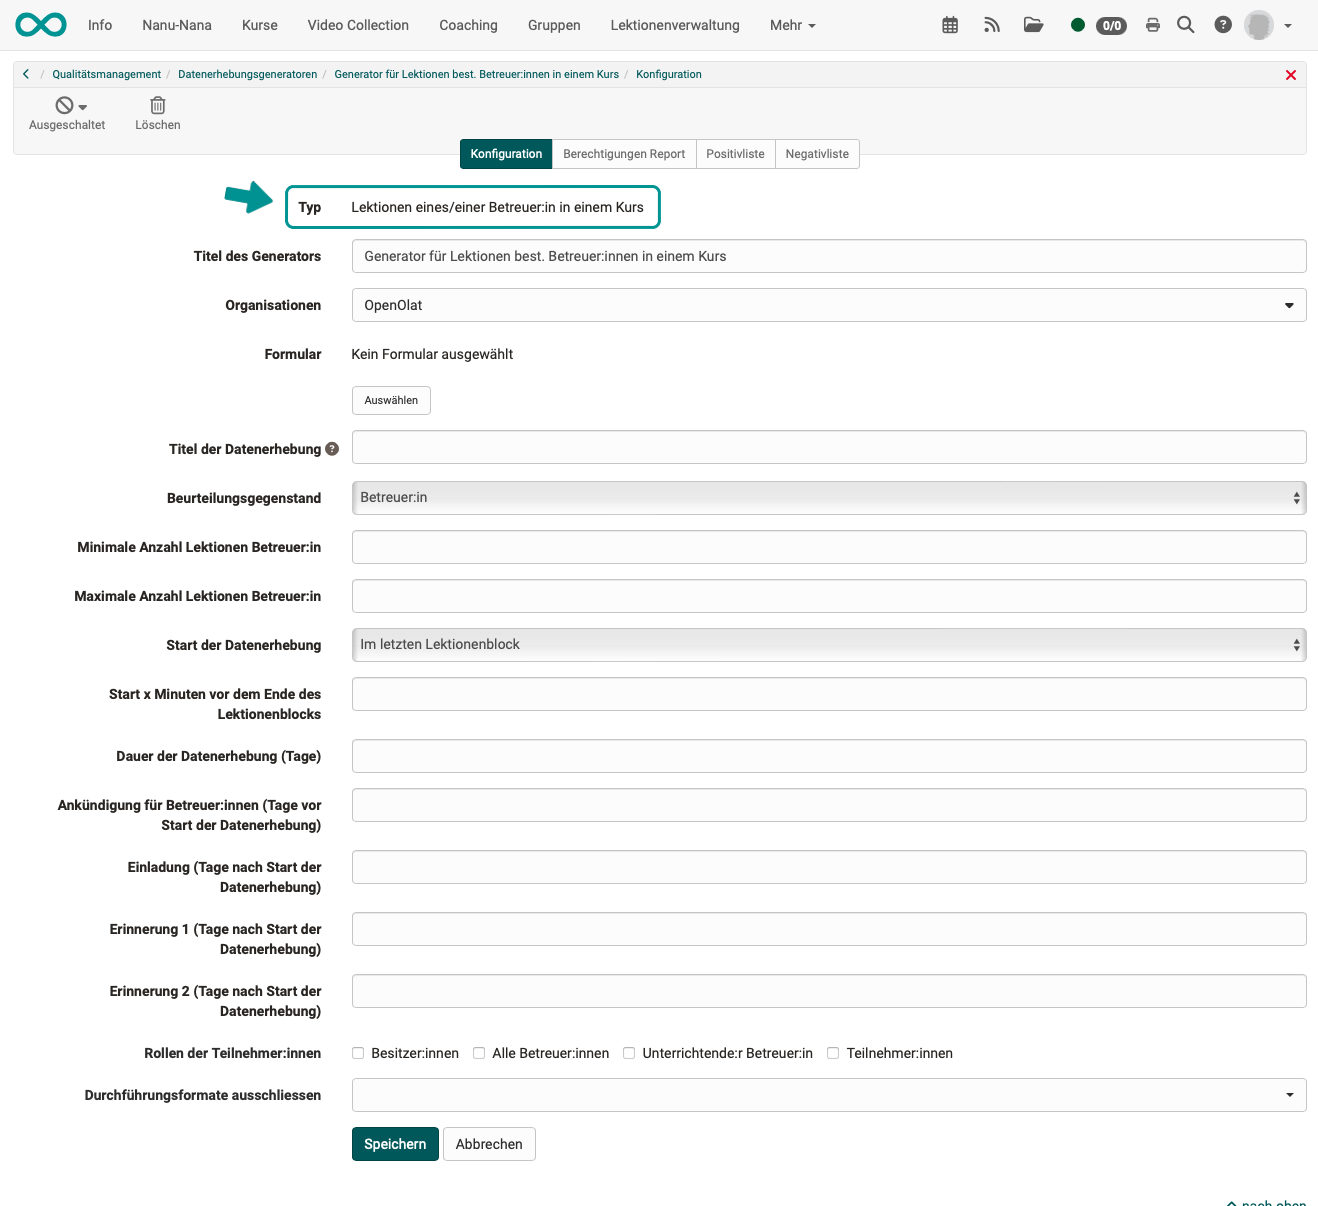 Info Nanu-Nana Kurse Video Collection Coaching Gruppen Lektionenverwaltung Mehr 0/0
Qualitätsmanagement / Datenerhebungsgeneratoren / Generator für Lektionen best. Betreuer:innen in einem Kurs / Konfiguration
Ausgeschaltet Löschen
Konfiguration Berechtigungen Report Positivliste Negativliste
Typ Lektionen eines/einer Betreuer:in in einem Kurs
Titel des Generators Generator für Lektionen best. Betreuer:innen in einem Kurs
Organisationen OpenOlat
Formular Kein Formular ausgewählt
Auswählen
Titel der Datenerhebung
Beurteilungsgegenstand Betreuer:in
Minimale Anzahl Lektionen Betreuer:in
Maximale Anzahl Lektionen Betreuer:in
Start der Datenerhebung Im letzten Lektionenblock
Start x Minuten vor dem Ende des
Lektionenblocks
Dauer der Datenerhebung (Tage)
Ankündigung für Betreuer:innen (Tage vor
Start der Datenerhebung)
Einladung (Tage nach Start der
Datenerhebung)
Erinnerung 1 (Tage nach Start der
Datenerhebung)
Erinnerung 2 (Tage nach Start der
Datenerhebung)
Rollen der Teilnehmer:innen Besitzer:innen Alle Betreuer:innen Unterrichtende:r Betreuer:in Teilnehmer:innen
Durchführungsformate ausschliessen
Speichern Abbrechen
nach oben